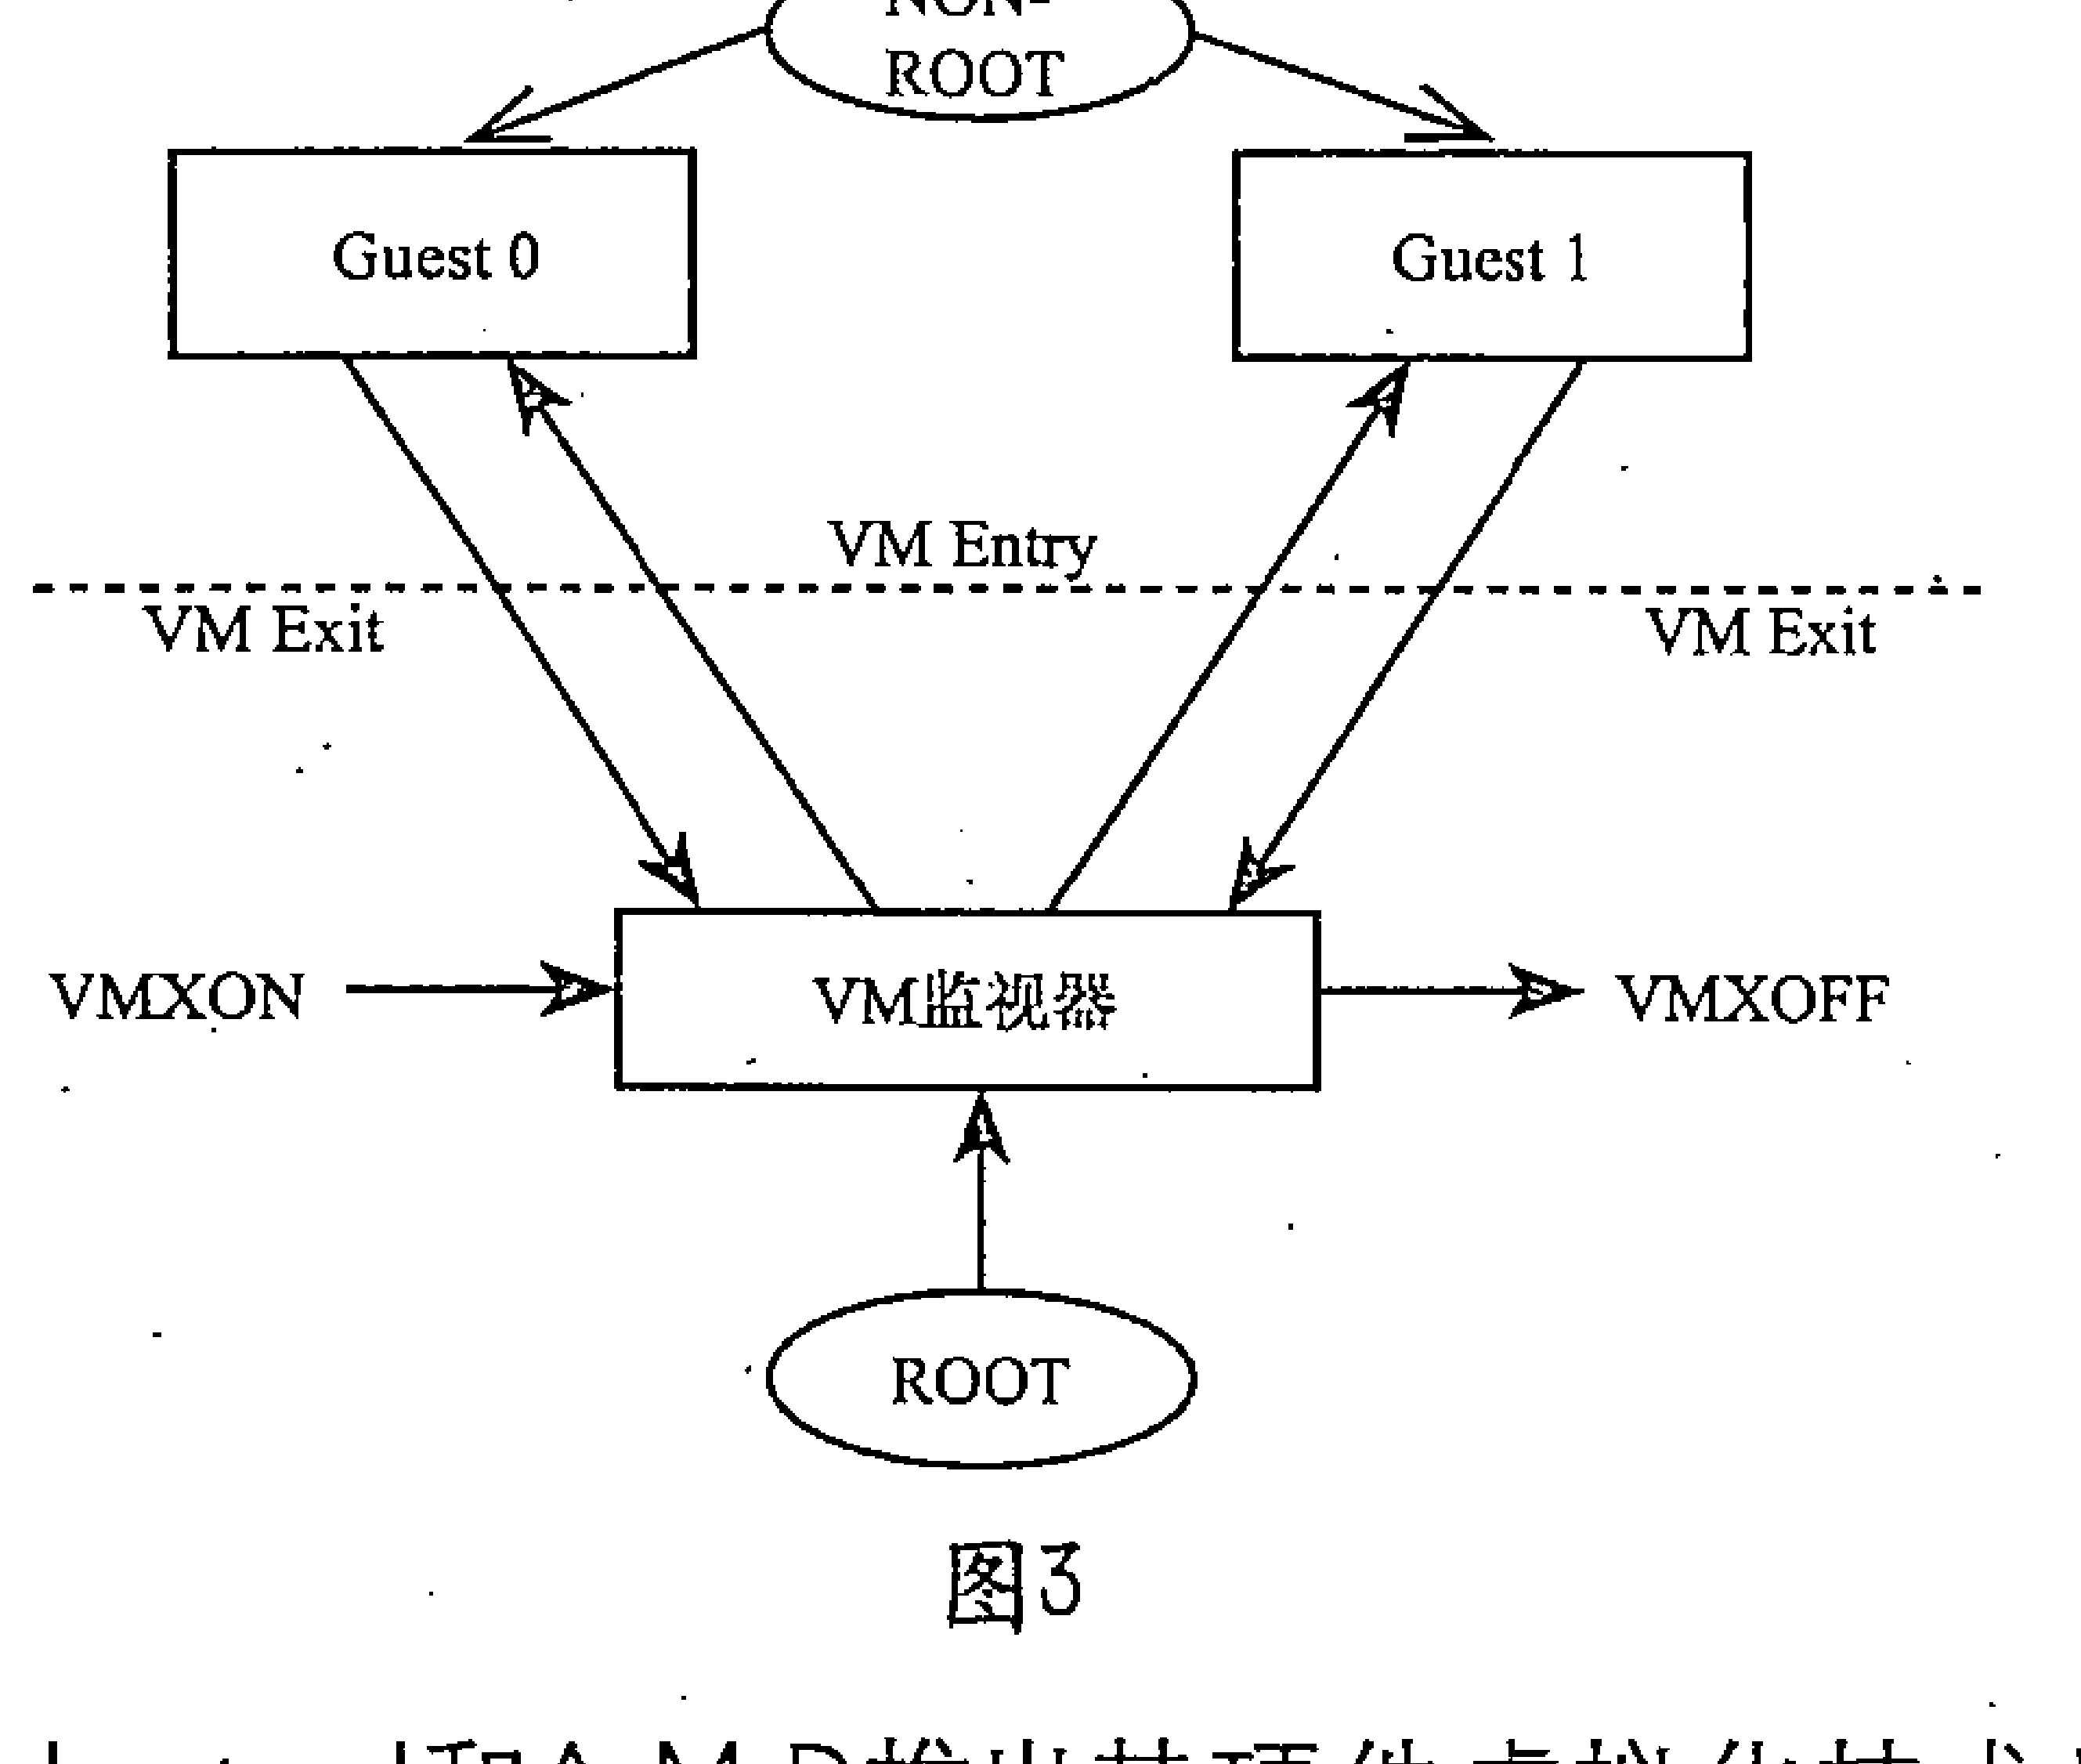 NON-
ROOT
Guest 0
Guest 1
VM Entry
VM Exit
VM Exit
VMXON
VM监视器
VMXOFF
ROOT
图3